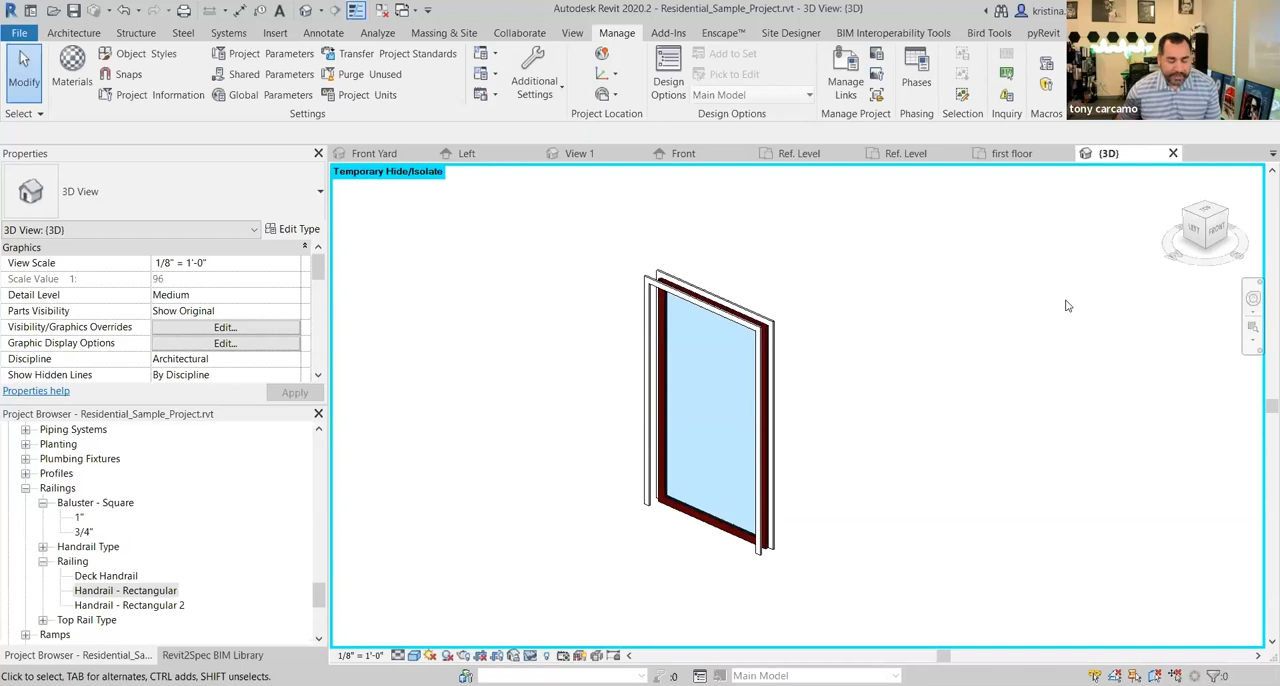 Autodesk Revit 2020.2 - Residential_Sample_Project.rvt - 3D View: {3D}
kristina.
File Architecture Structure Steel Systems Insert Annotate Analyze Massing & Site Collaborate View Manage Add-Ins Enscape™ Site Designer BIM Interoperability Tools Bird Tools pyRevit
Modify
Materials
Object Styles
Snaps
Project Information
Project Parameters
Shared Parameters
Global Parameters
Transfer Project Standards
Purge Unused
Project Units
Additional
Settings
Design
Options
Add to Set
Pick to Edit
Main Model
Manage
Links
Phases
Macros
tony carcamo
Select Settings Project Location Design Options Manage Project Phasing Selection Inquiry Macros
Properties
Front Yard Left View 1 Front Ref. Level Ref. Level first floor {3D}
3D View
3D View: {3D} Edit Type
Graphics
View Scale 1/8" = 1'-0"
Scale Value 1: 96
Detail Level Medium
Parts Visibility Show Original
Visibility/Graphics Overrides Edit...
Graphic Display Options Edit...
Discipline Architectural
Show Hidden Lines By Discipline
Properties help Apply
Project Browser - Residential_Sample_Project.rvt
Piping Systems
Planting
Plumbing Fixtures
Profiles
Railings
Baluster - Square
1"
3/4"
Handrail Type
Railing
Deck Handrail
Handrail - Rectangular
Handrail - Rectangular 2
Top Rail Type
Ramps
Project Browser - Residential_Sa... Revit2Spec BIM Library
Temporary Hide/Isolate
TOP
LEFT FRONT
1/8" = 1'-0"
Click to select, TAB for alternates, CTRL adds, SHIFT unselects.
:0 Main Model :0